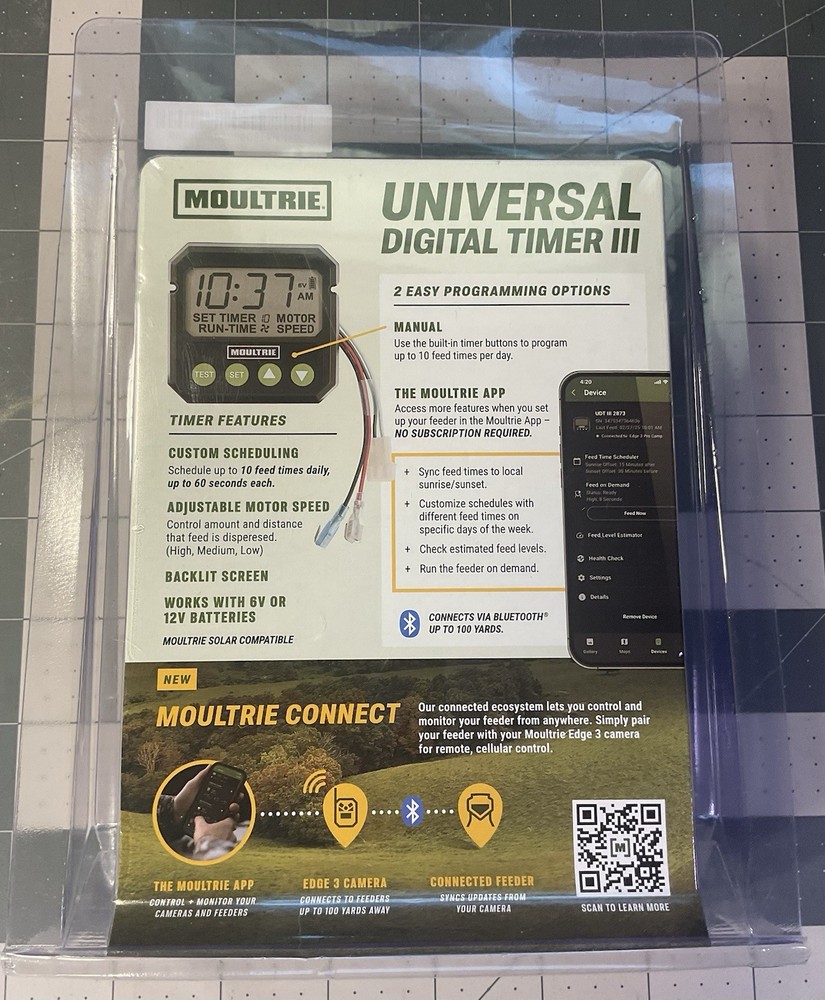 MOULTRIE
UNIVERSAL
DIGITAL TIMER III
10:37
6V
AM
SET TIMER 10 MOTOR
RUN-TIME SPEED
MOULTRIE
TEST
SET
TIMER FEATURES
CUSTOM SCHEDULING
Schedule up to 10 feed times daily,
up to 60 seconds each.
ADJUSTABLE MOTOR SPEED
Control amount and distance
that feed is disperesed.
(High, Medium, Low)
BACKLIT SCREEN
WORKS WITH 6V OR
12V BATTERIES
MOULTRIE SOLAR COMPATIBLE
2 EASY PROGRAMMING OPTIONS
MANUAL
Use the built-in timer buttons to program
up to 10 feed times per day.
THE MOULTRIE APP
Access more features when you set
up your feeder in the Moultrie App –
NO SUBSCRIPTION REQUIRED.
+ Sync feed times to local
sunrise/sunset.
+ Customize schedules with
different feed times on
specific days of the week.
+ Check estimated feed levels.
+ Run the feeder on demand.
CONNECTS VIA BLUETOOTH®
UP TO 100 YARDS.
4:20
Device
UDT III 2873
Feed Time Scheduler
Feed on Demand
Status: Ready
Feed Now
Feed Level Estimator
Health Check
Settings
Details
Remove Device
Gallery
Maps
Devices
NEW
MOULTRIE CONNECT
Our connected ecosystem lets you control and
monitor your feeder from anywhere. Simply pair
your feeder with your Moultrie Edge 3 camera
for remote, cellular control.
THE MOULTRIE APP
CONTROL + MONITOR YOUR
CAMERAS AND FEEDERS
EDGE 3 CAMERA
CONNECTS TO FEEDERS
UP TO 100 YARDS AWAY
CONNECTED FEEDER
SYNCS UPDATES FROM
YOUR CAMERA
M
SCAN TO LEARN MORE